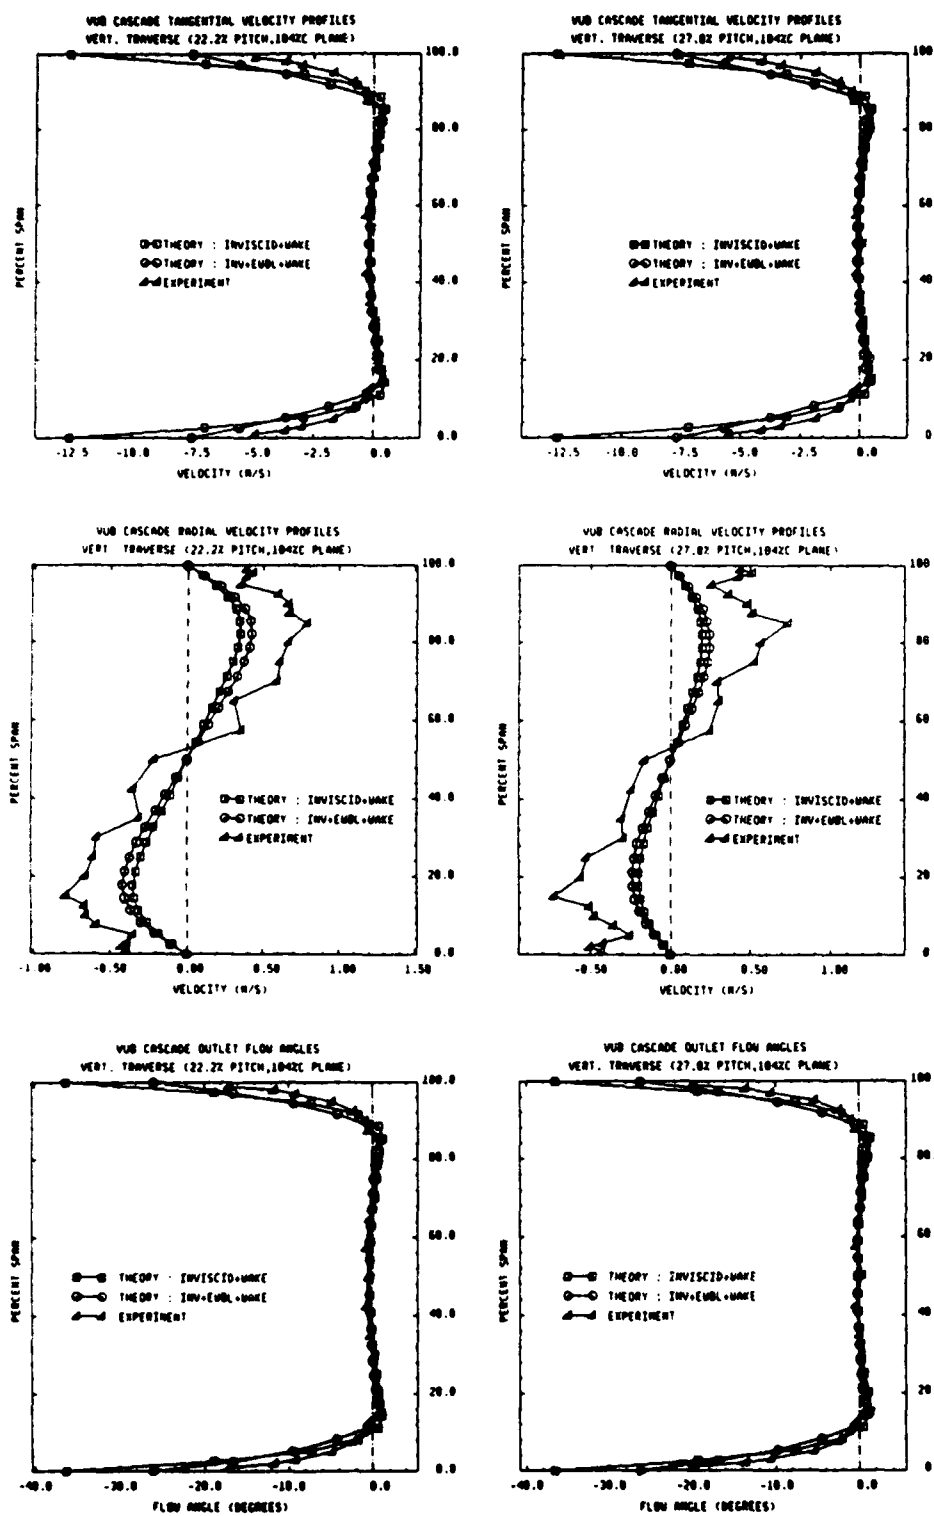 VUB CASCADE TANGENTIAL VELOCITY PROFILES
VERT. TRAVERSE (22.2% PITCH,104%C PLANE)
100.0
80.0
60.0
40.0
20.0
0.0
PERCENT SPAN
THEORY : INVISCID+WAKE
THEORY : INV+EWBL+WAKE
EXPERIMENT
-12.5 -10.0 -7.5 -5.0 -2.5 0.0
VELOCITY (M/S)
VUB CASCADE TANGENTIAL VELOCITY PROFILES
VERT. TRAVERSE (27.8% PITCH,104%C PLANE)
100
80
60
40
20
0
PERCENT SPAN
THEORY : INVISCID+WAKE
THEORY : INV+EWBL+WAKE
EXPERIMENT
-12.5 -10.0 -7.5 -5.0 -2.5 0.0
VELOCITY (M/S)
VUB CASCADE RADIAL VELOCITY PROFILES
VERT. TRAVERSE (22.2% PITCH,104%C PLANE)
100.0
80.0
60.0
40.0
20.0
0.0
PERCENT SPAN
THEORY : INVISCID+WAKE
THEORY : INV+EWBL+WAKE
EXPERIMENT
-1.00 -0.50 0.00 0.50 1.00 1.50
VELOCITY (M/S)
VUB CASCADE RADIAL VELOCITY PROFILES
VERT. TRAVERSE (27.8% PITCH,104%C PLANE)
100
80
60
40
20
0.
PERCENT SPAN
THEORY : INVISCID+WAKE
THEORY : INV+EWBL+WAKE
EXPERIMENT
-0.50 0.00 0.50 1.00
VELOCITY (M/S)
VUB CASCADE OUTLET FLOW ANGLES
VERT. TRAVERSE (22.2% PITCH,104%C PLANE)
100.0
80.0
60.0
40.0
20.0
0.0
PERCENT SPAN
THEORY : INVISCID+WAKE
THEORY : INV+EWBL+WAKE
EXPERIMENT
-40.0 -30.0 -20.0 -10.0 -0.0
FLOW ANGLE (DEGREES)
VUB CASCADE OUTLET FLOW ANGLES
VERT. TRAVERSE (27.8% PITCH,104%C PLANE)
100
80
60
40
20
0.
PERCENT SPAN
THEORY : INVISCID+WAKE
THEORY : INV+EWBL+WAKE
EXPERIMENT
-40.0 -30.0 -20.0 -10.0 -0.0
FLOW ANGLE (DEGREES)